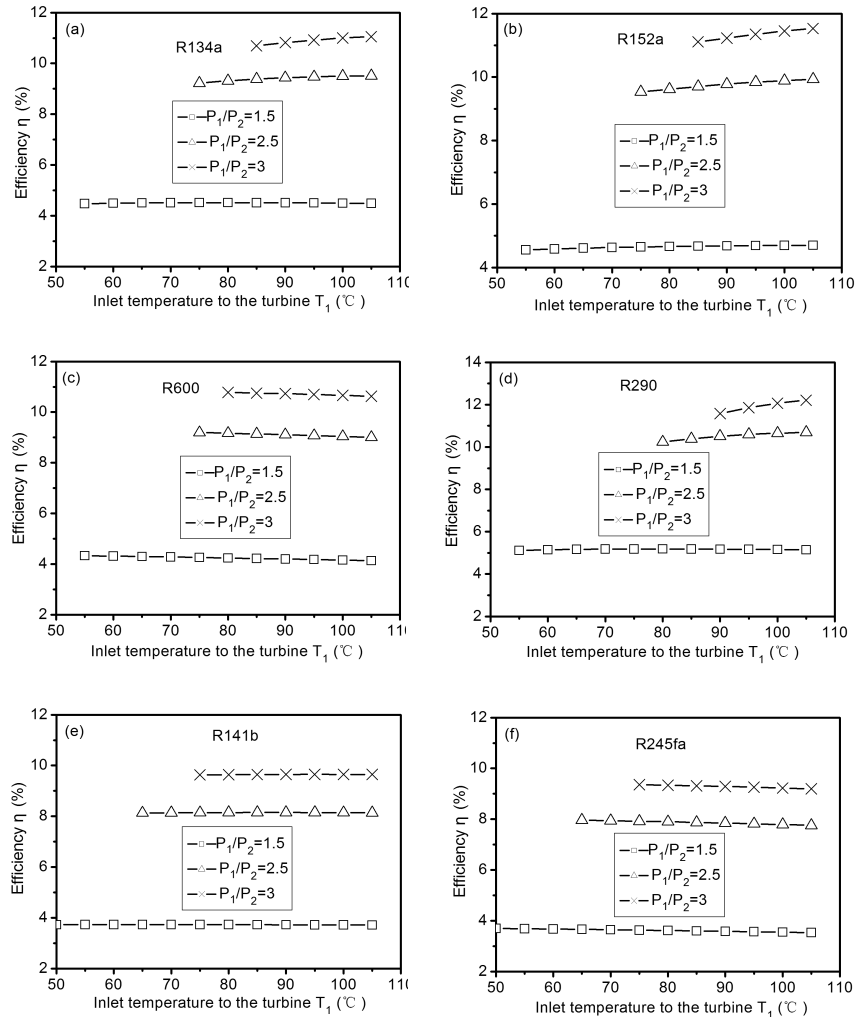 (a)
R134a
12
10
8
6
4
2
Efficiency η (%)
P1/P2=1.5
P1/P2=2.5
P1/P2=3
50 60 70 80 90 100 110
Inlet temperature to the turbine T1 (℃)
(b)
R152a
12
10
8
6
4
Efficiency η (%)
P1/P2=1.5
P1/P2=2.5
P1/P2=3
50 60 70 80 90 100 110
Inlet temperature to the turbine T1 (℃)
(c)
R600
12
10
8
6
4
2
Efficiency η (%)
P1/P2=1.5
P1/P2=2.5
P1/P2=3
50 60 70 80 90 100
Inlet temperature to the turbine T1 (℃)
(d)
R290
14
12
10
8
6
4
2
Efficiency η (%)
P1/P2=1.5
P1/P2=2.5
P1/P2=3
50 60 70 80 90 100 110
Inlet temperature to the turbine T1 (℃)
(e)
R141b
12
10
8
6
4
2
Efficiency η (%)
P1/P2=1.5
P1/P2=2.5
P1/P2=3
50 60 70 80 90 100
Inlet temperature to the turbine T1 (℃)
(f)
R245fa
12
10
8
6
4
2
Efficiency η (%)
P1/P2=1.5
P1/P2=2.5
P1/P2=3
50 60 70 80 90 100 110
Inlet temperature to the turbine T1 (℃)